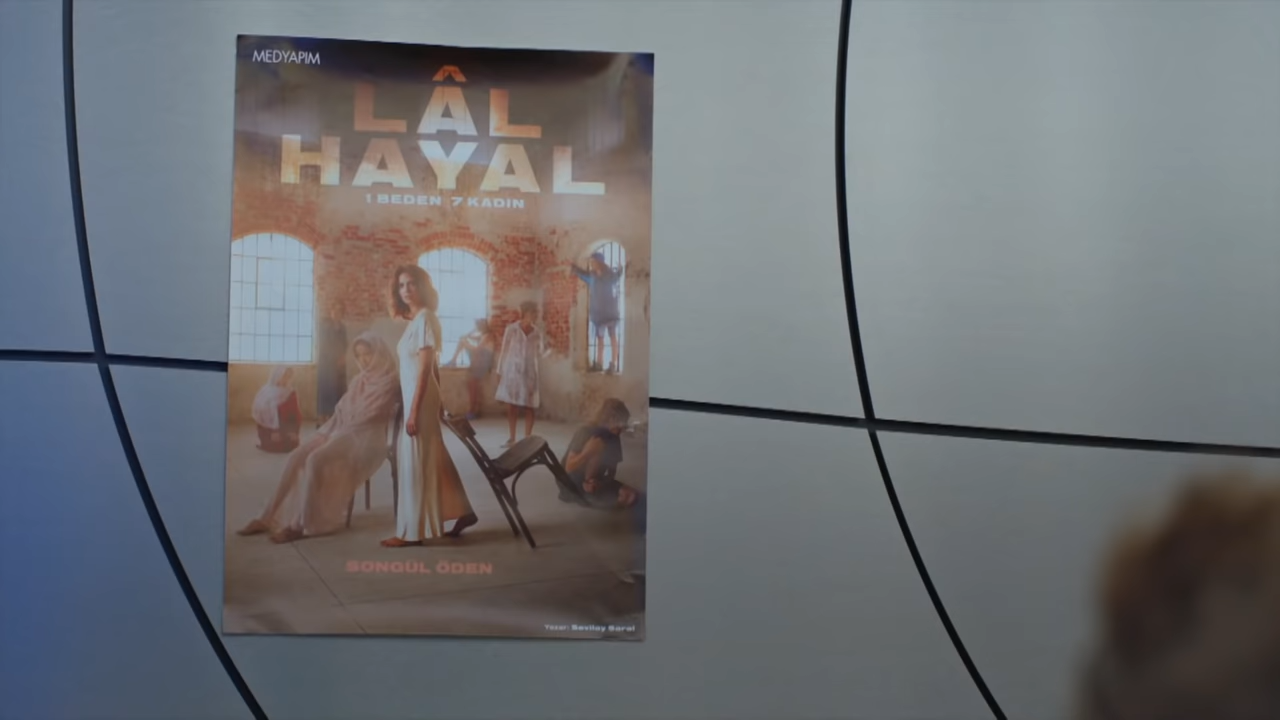 MEDYAPIM
LÂL
HAYAL
1 BEDEN 7 KADIN
SONGÜL ÖDEN
Yazar: Sevilay Saral